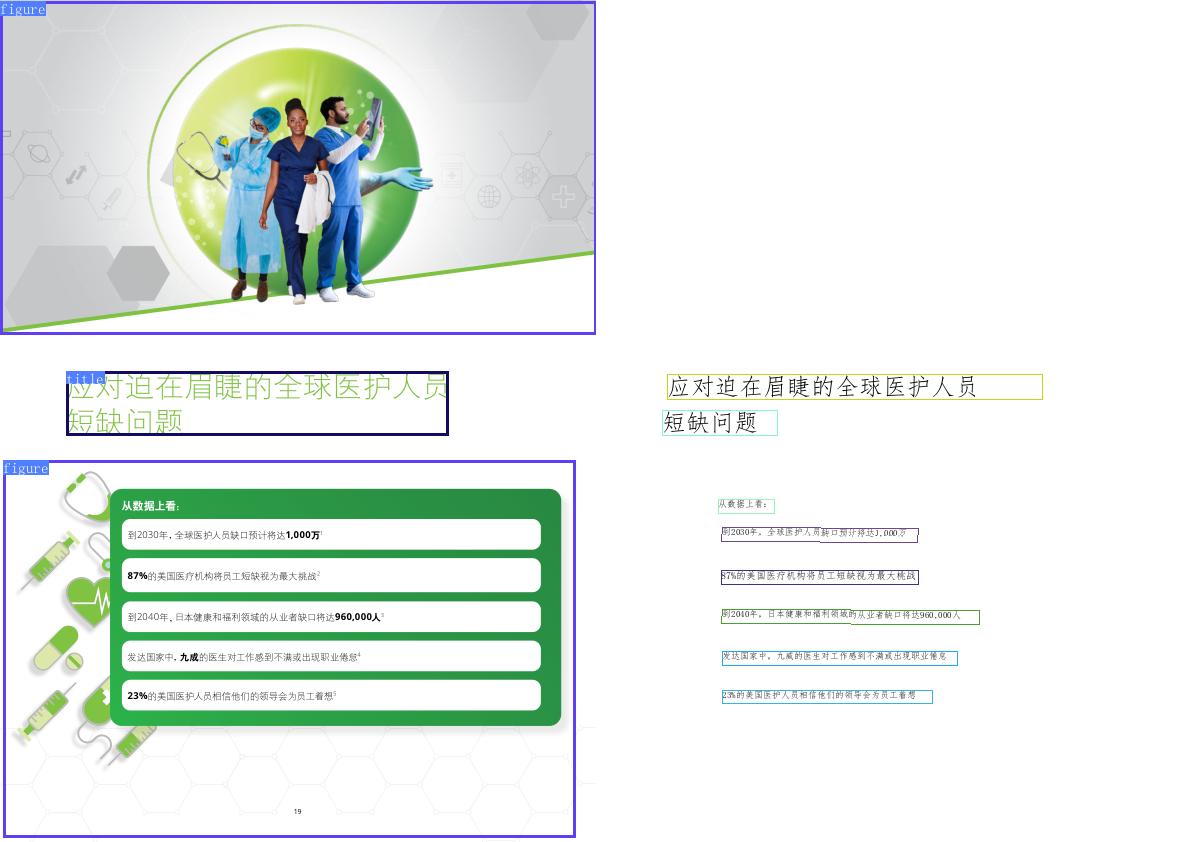 figure
title
应对迫在眉睫的全球医护人员
短缺问题
figure
从数据上看：
到2030年，全球医护人员缺口预计将达1,000万1
87%的美国医疗机构将员工短缺视为最大挑战2
到2040年，日本健康和福利领域的从业者缺口将达960,000人3
发达国家中，九成的医生对工作感到不满或出现职业倦怠4
23%的美国医护人员相信他们的领导会为员工着想5
19
应对迫在眉睫的全球医护人员
短缺问题
从数据上看：
到2030年，全球医护人员缺口预计将达1,000万
87%的美国医疗机构将员工短缺视为最大挑战
到2040年，日本健康和福利领域的从业者缺口将达960,000人
发达国家中，九成的医生对工作感到不满或出现职业倦怠
23%的美国医护人员相信他们的领导会为员工着想